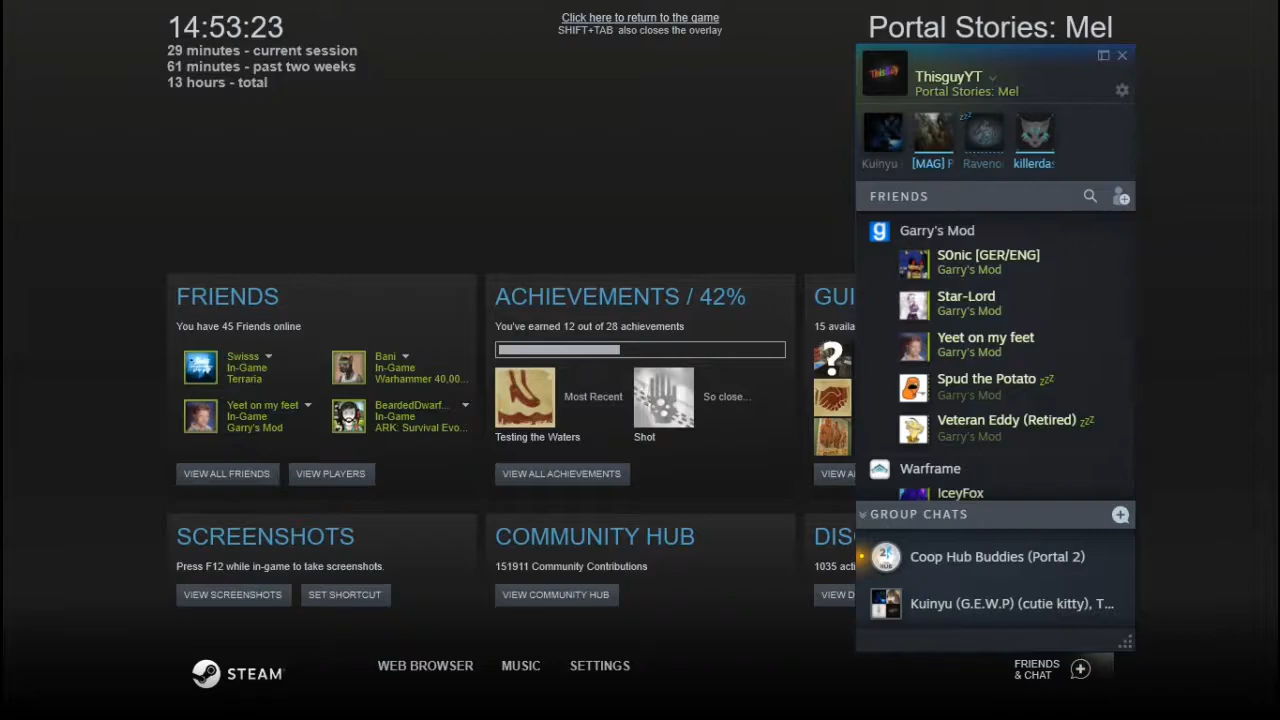 14:53:23
29 minutes - current session
61 minutes - past two weeks
13 hours - total
Click here to return to the game
SHIFT+TAB also closes the overlay
Portal Stories: Mel
ThisguyYT
Portal Stories: Mel
Kuinyu
[MAG] F
zzz
Raveno
killerda
FRIENDS
Garry's Mod
S0nic [GER/ENG]
Garry's Mod
Star-Lord
Garry's Mod
Yeet on my feet
Garry's Mod
Spud the Potato zzz
Garry's Mod
Veteran Eddy (Retired) zzz
Garry's Mod
Warframe
IceyFox
GROUP CHATS
Coop Hub Buddies (Portal 2)
Kuinyu (G.E.W.P) (cutie kitty), T...
FRIENDS
You have 45 Friends online
Swisss
In-Game
Terraria
Bani
In-Game
Warhammer 40,00...
Yeet on my feet
In-Game
Garry's Mod
BeardedDwarf...
In-Game
ARK: Survival Evo...
VIEW ALL FRIENDS
VIEW PLAYERS
ACHIEVEMENTS / 42%
You've earned 12 out of 28 achievements
Most Recent
Testing the Waters
So close...
Shot
VIEW ALL ACHIEVEMENTS
GUI
15 availa
VIEW A
SCREENSHOTS
Press F12 while in-game to take screenshots.
VIEW SCREENSHOTS
SET SHORTCUT
COMMUNITY HUB
151911 Community Contributions
VIEW COMMUNITY HUB
DIS
1035 acti
VIEW D
STEAM
WEB BROWSER
MUSIC
SETTINGS
FRIENDS
& CHAT